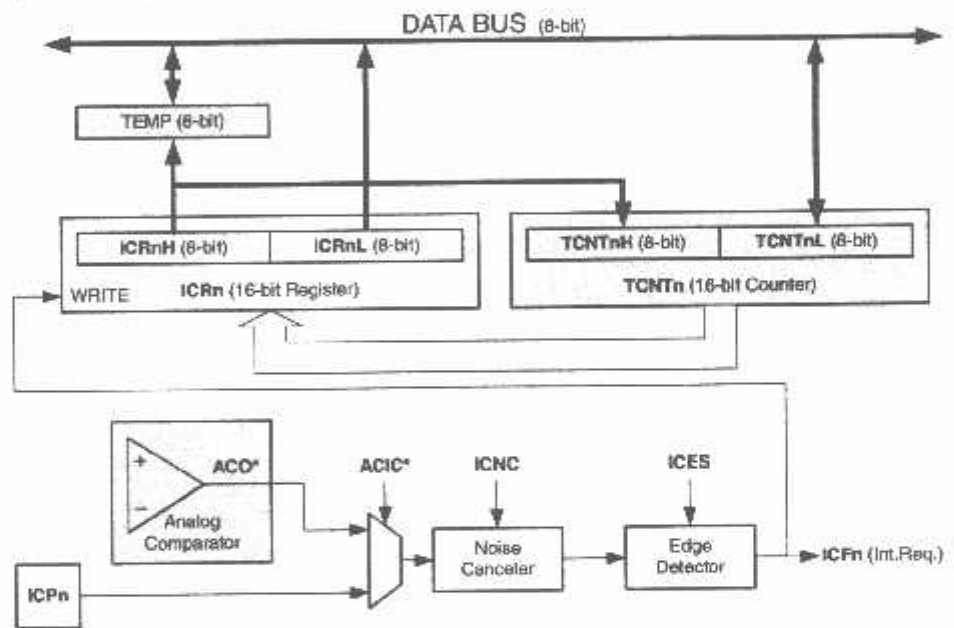 DATA BUS (8-bit)
TEMP (8-bit)
ICRnH (8-bit) ICRnL (8-bit)
TCNTnH (8-bit) TCNTnL (8-bit)
WRITE
ICRn (16-bit Register)
TCNTn (16-bit Counter)
ACO*
ACIC*
ICNC
ICES
+
−
Analog
Comparator
Noise
Canceler
Edge
Detector
ICFn (Int.Req.)
ICPn